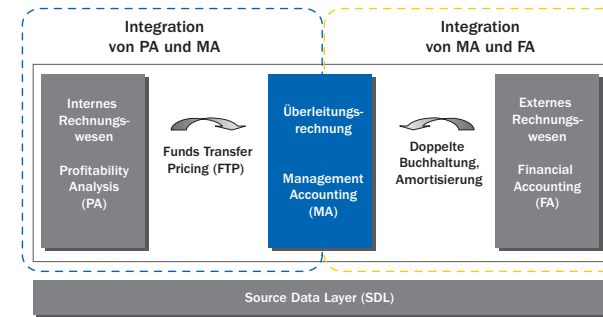 Integration
von PA und MA
Integration
von MA und FA
Internes
Rechnungs-
wesen
Profitability
Analysis
(PA)
Funds Transfer
Pricing (FTP)
Überleitungs-
rechnung
Management
Accounting
(MA)
Doppelte
Buchhaltung,
Amortisierung
Externes
Rechnungs-
wesen
Financial
Accounting
(FA)
Source Data Layer (SDL)